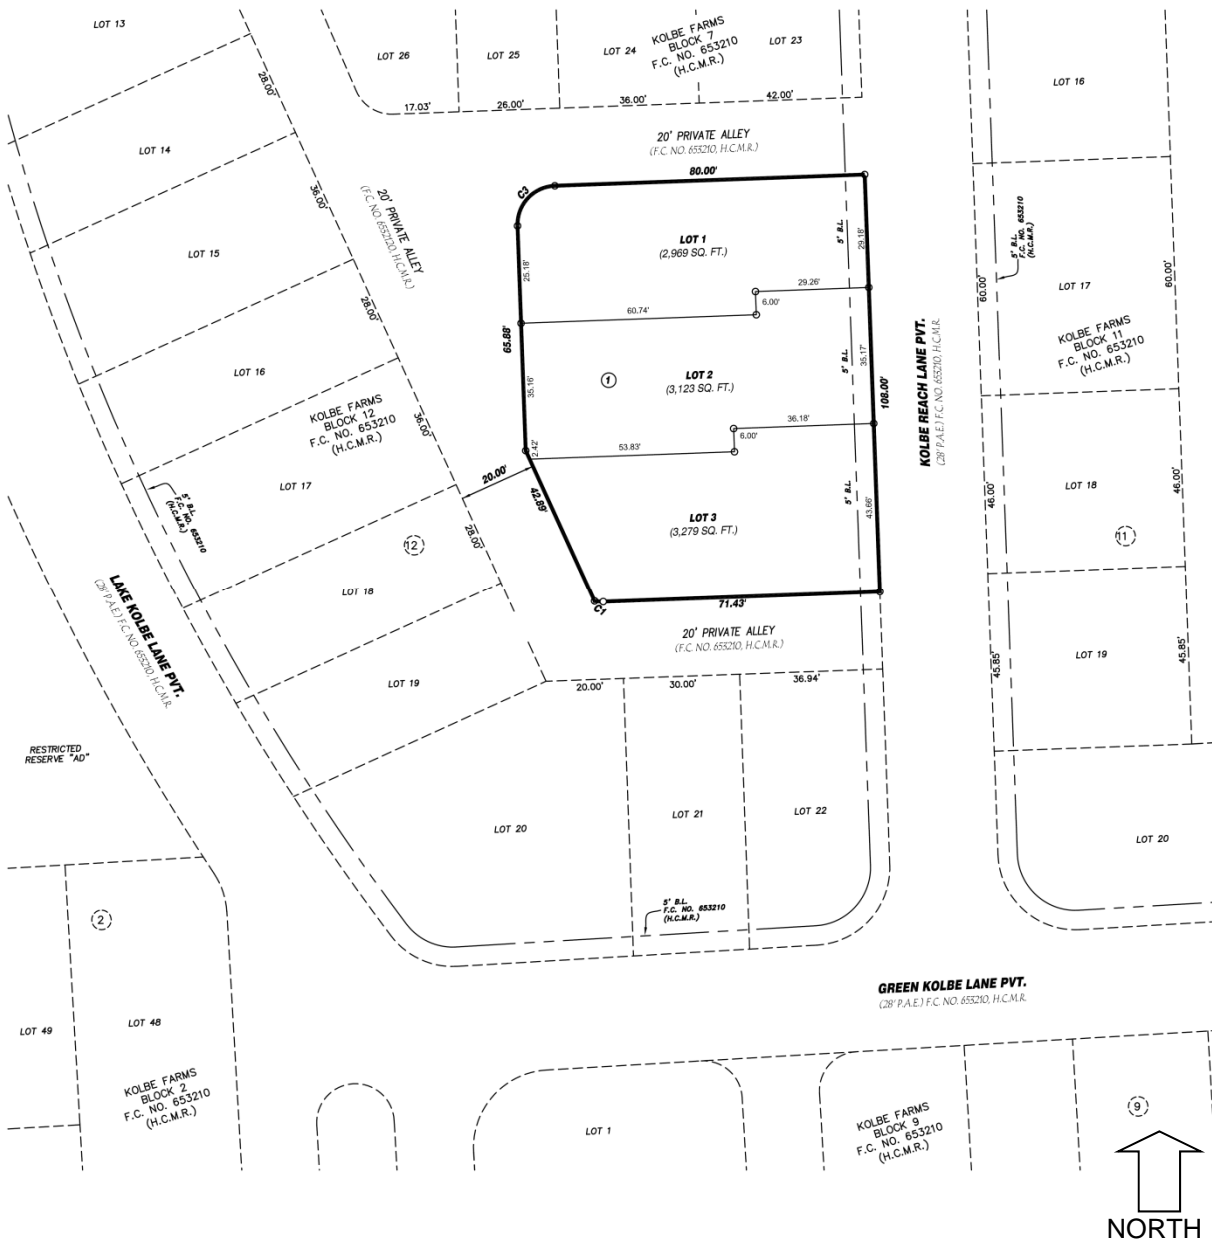 LOT 13
LOT 26
LOT 25
LOT 24
KOLBE FARMS
BLOCK 7
F.C. NO. 653210
(H.C.M.R.)
LOT 23
28.00'
17.03'
26.00'
36.00'
42.00'
LOT 16
LOT 14
20' PRIVATE ALLEY
(F.C. NO. 653210, H.C.M.R.)
36.00'
20' PRIVATE ALLEY
(F.C. NO. 6532120, H.C.M.R.)
C3
80.00'
LOT 15
LOT 1
(2,969 SQ. FT.)
5' B.L.
29.18'
25.18'
29.26'
6.00'
60.74'
28.00'
65.88'
5' B.L.
F.C. NO. 653210
(H.C.M.R.)
60.00'
LOT 17
60.00'
KOLBE FARMS
BLOCK 11
F.C. NO. 653210
(H.C.M.R.)
LOT 16
KOLBE FARMS
BLOCK 12
F.C. NO. 653210
(H.C.M.R.)
36.00'
35.16'
1
LOT 2
(3,123 SQ. FT.)
5' B.L.
35.17'
108.00'
KOLBE REACH LANE PVT.
(28' P.A.E.) F.C. NO. 653210, H.C.M.R.
36.18'
6.00'
53.83'
2.42'
20.00'
42.89'
LOT 17
5' B.L.
F.C. NO. 653210
(H.C.M.R.)
12
28.00'
LOT 3
(3,279 SQ. FT.)
5' B.L.
43.66'
46.00'
LOT 18
46.00'
11
LOT 18
C1
71.43'
LAKE KOLBE LANE PVT.
(28' P.A.E.) F.C. NO. 653210, H.C.M.R.
20' PRIVATE ALLEY
(F.C. NO. 653210, H.C.M.R.)
45.85'
LOT 19
45.85'
LOT 19
20.00'
30.00'
36.94'
RESTRICTED
RESERVE "AD"
LOT 20
LOT 21
LOT 22
LOT 20
2
5' B.L.
F.C. NO. 653210
(H.C.M.R.)
GREEN KOLBE LANE PVT.
(28' P.A.E.) F.C. NO. 653210, H.C.M.R.
LOT 49
LOT 48
KOLBE FARMS
BLOCK 2
F.C. NO. 653210
(H.C.M.R.)
LOT 1
KOLBE FARMS
BLOCK 9
F.C. NO. 653210
(H.C.M.R.)
9
NORTH